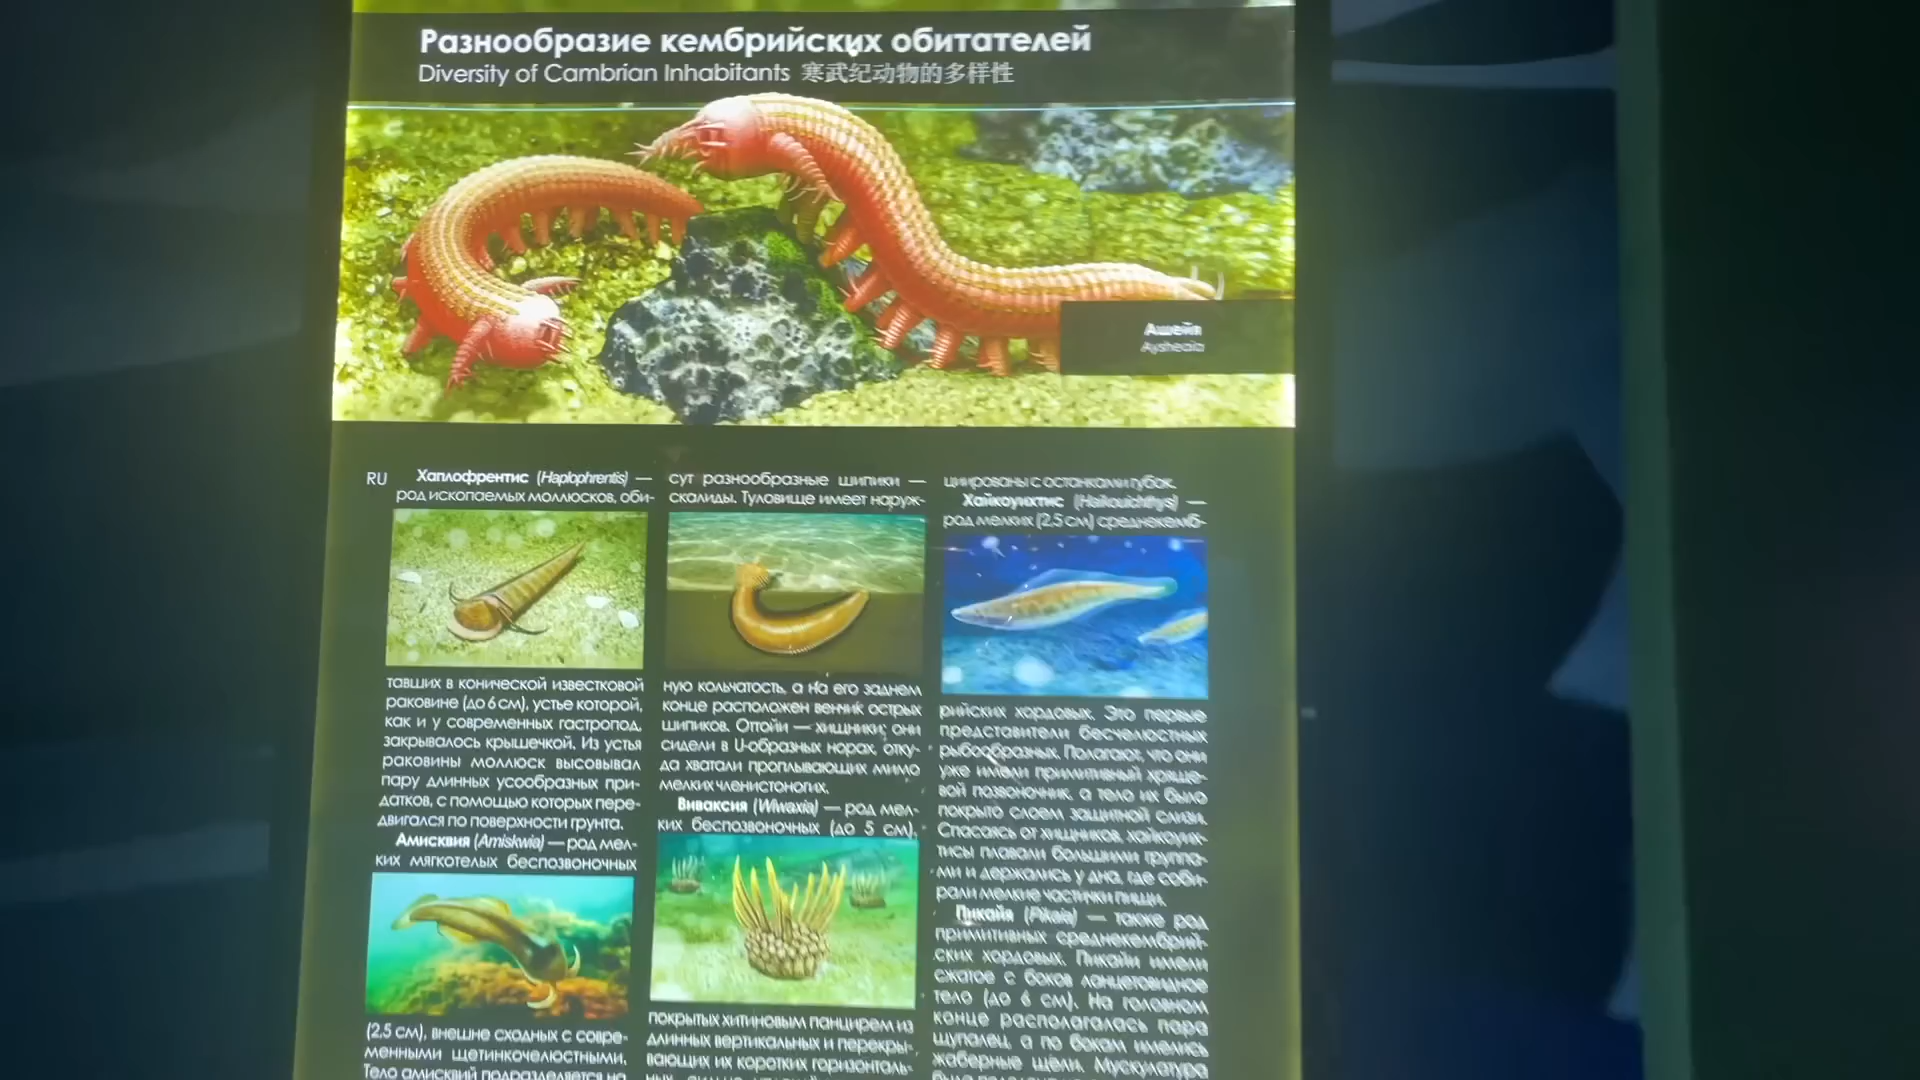 Разнообразие кембрийских обитателей
Diversity of Cambrian Inhabitants 寒武纪动物的多样性
Ашейя
Aysheaia
RU
Хаплофрентис (Haplophrentis) —
род ископаемых моллюсков, оби-
тавших в конической известковой
раковине (до 6 см), устье которой,
как и у современных гастропод,
закрывалось крышечкой. Из устья
раковины моллюск высовывал
пару длинных усообразных при-
датков, с помощью которых пере-
двигался по поверхности грунта.
Амисквия (Amiskwia) — род мел-
ких мягкотелых беспозвоночных
(2,5 см), внешне сходных с совре-
менными щетинкочелюстными.
Тело амисквий подразделяется на
сут разнообразные шипики —
скалиды. Туловище имеет наруж-
ную кольчатость, а на его заднем
конце расположен венчик острых
шипиков. Оттойи — хищники; они
сидели в U-образных норах, отку-
да хватали проплывающих мимо
мелких членистоногих.
Виваксия (Wiwaxia) — род мел-
ких беспозвоночных (до 5 см),
покрытых хитиновым панцирем из
длинных вертикальных и перекры-
вающих их коротких горизонталь-
циированы с останками губок.
Хайкоуихтис (Haikouichthys) —
род мелких (2,5 см) среднекемб-
рийских хордовых. Это первые
представители бесчелюстных
рыбообразных. Полагают, что они
уже имели примитивный хряще-
вой позвоночник, а тело их было
покрыто слоем защитной слизи.
Спасаясь от хищников, хайкоуих-
тисы плавали большими группа-
ми и держались у дна, где соби-
рали мелкие частички пищи.
Пикайя (Pikaia) — также род
примитивных среднекембрий-
ских хордовых. Пикайи имели
сжатое с боков ланцетовидное
тело (до 6 см). На головном
конце располагалась пара
щупалец, а по бокам имелись
жаберные щели. Мускулатура